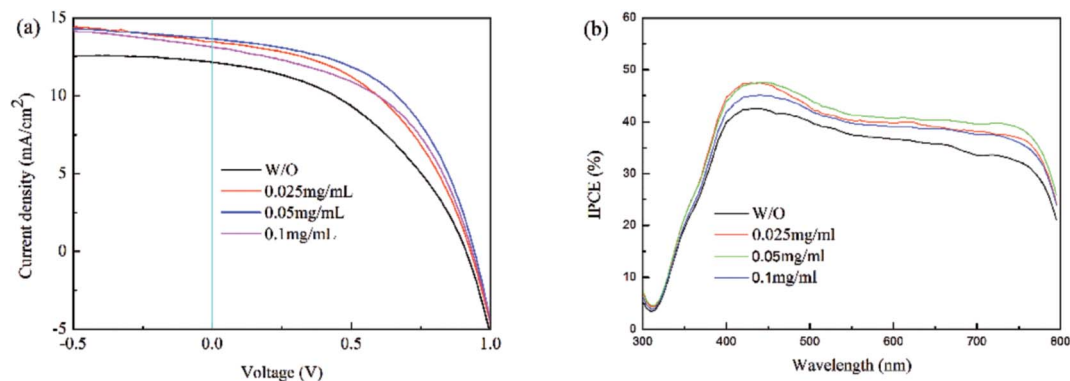 (a)
Current density (mA/cm²)
15
10
5
0
-5
-0.5
0.0
0.5
1.0
Voltage (V)
W/O
0.025mg/mL
0.05mg/mL
0.1mg/mL
(b)
IPCE (%)
60
50
40
30
20
10
0
300
400
500
600
700
800
Wavelength (nm)
W/O
0.025mg/ml
0.05mg/ml
0.1mg/ml